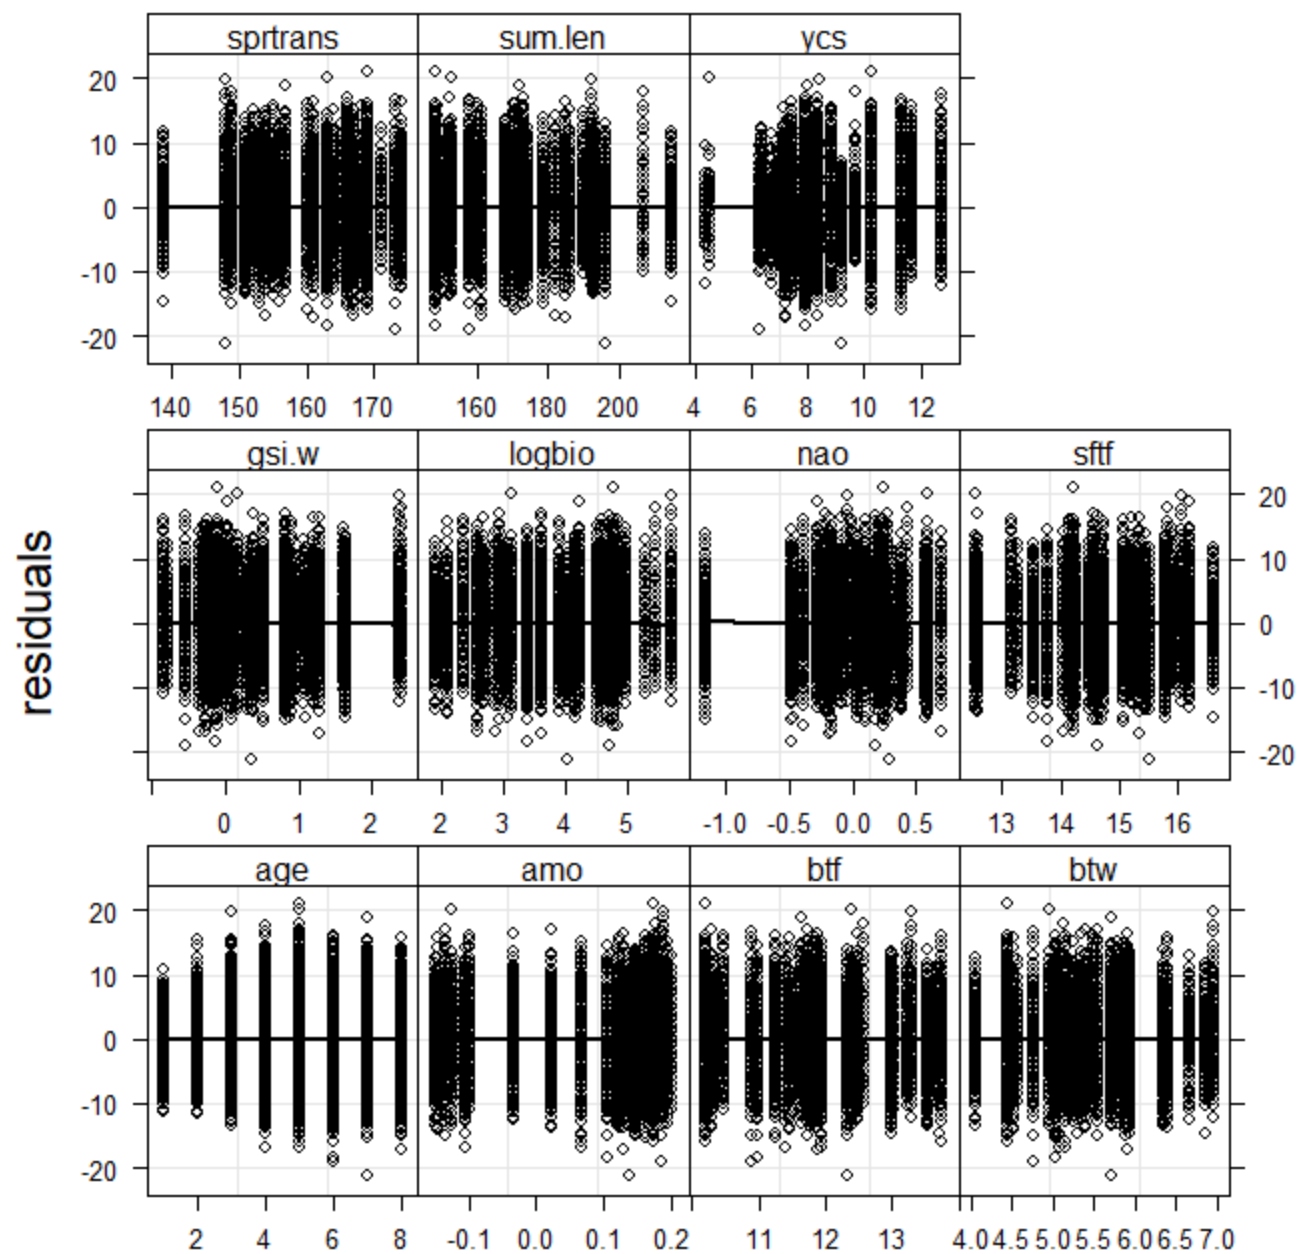 sprtrans sum.len ycs
20
10
0
-10
-20
140 150 160 170 160 180 200 4 6 8 10 12
gsi.w logbio nao sftf
20
10
0
-10
-20
0 1 2 2 3 4 5 -1.0 -0.5 0.0 0.5 13 14 15 16
residuals
age amo btf btw
20
10
0
-10
-20
2 4 6 8 -0.1 0.0 0.1 0.2 11 12 13 4.0 4.5 5.0 5.5 6.0 6.5 7.0